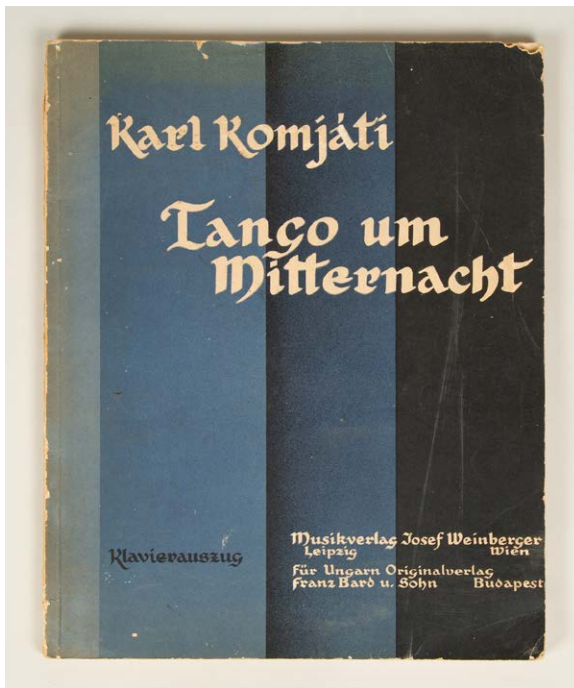 Karl Komjáti
Tango um
Mitternacht
Klavierauszug
Musikverlag Josef Weinberger
Leipzig Wien
Für Ungarn Originalverlag
Franz Bard u. Sohn Budapest